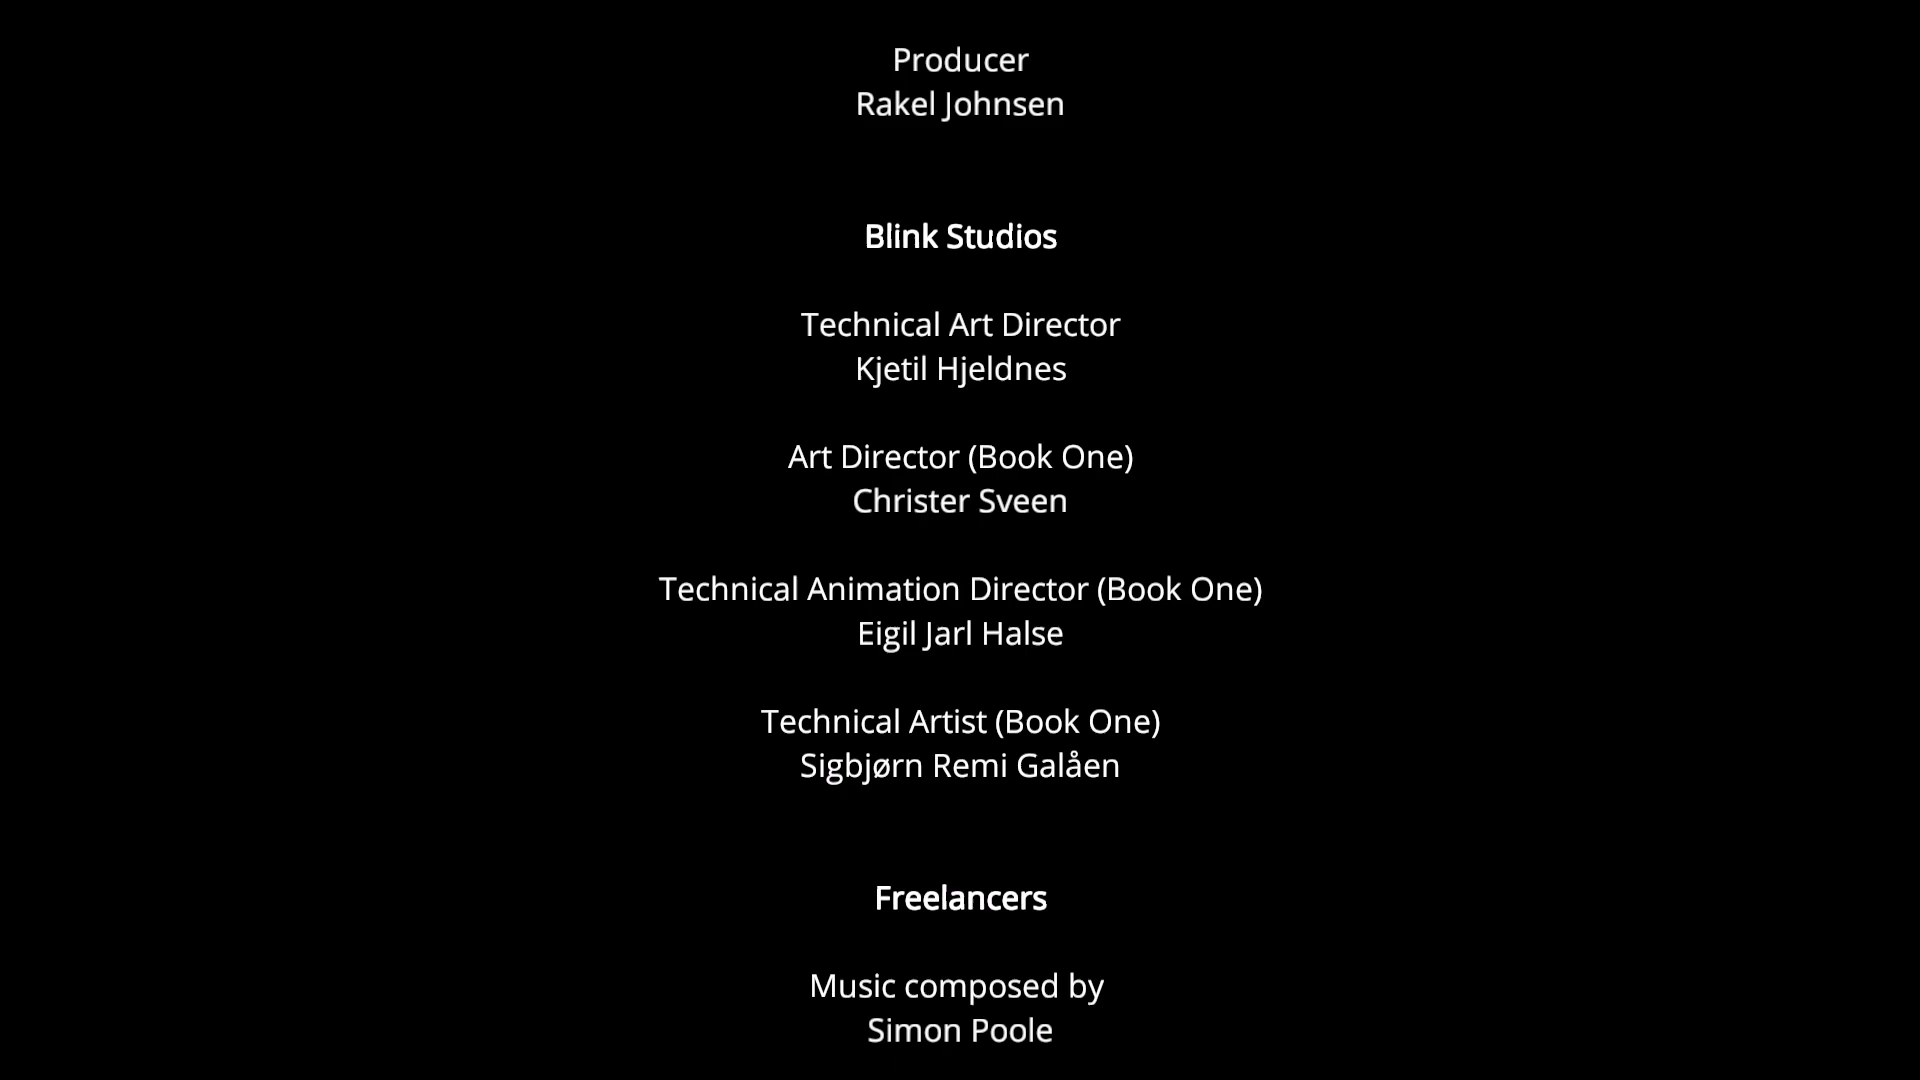 Producer
Rakel Johnsen
Blink Studios
Technical Art Director
Kjetil Hjeldnes
Art Director (Book One)
Christer Sveen
Technical Animation Director (Book One)
Eigil Jarl Halse
Technical Artist (Book One)
Sigbjørn Remi Galåen
Freelancers
Music composed by
Simon Poole